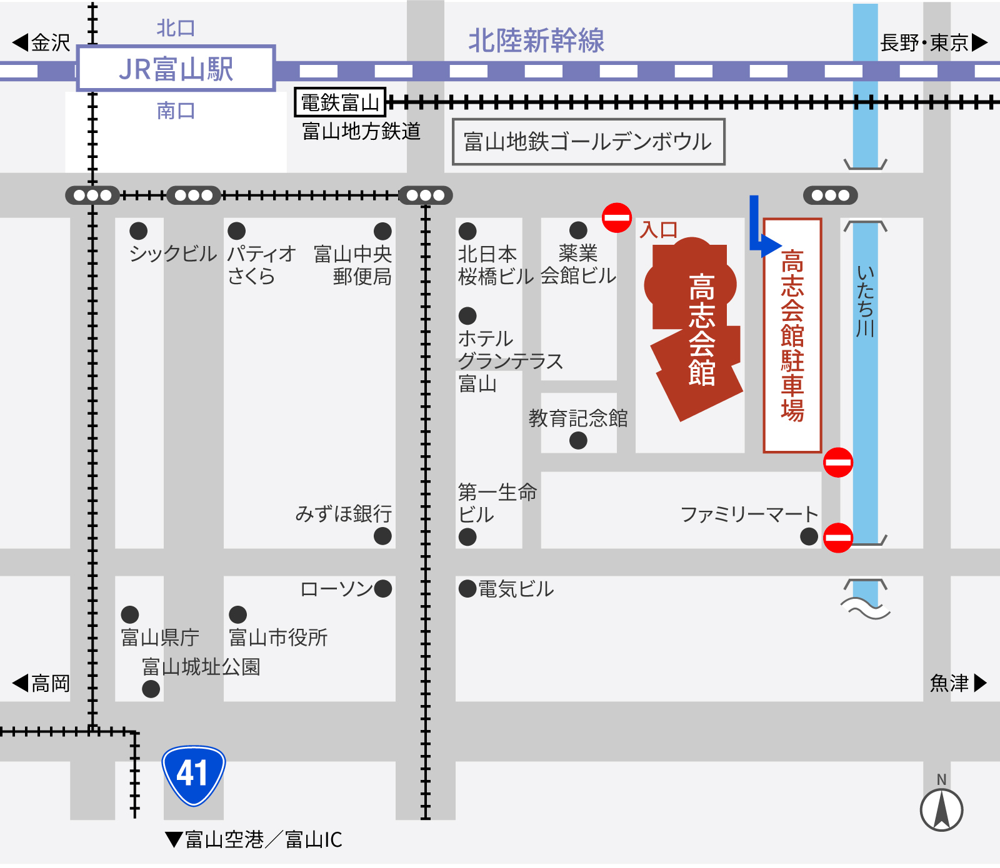 北口
◀金沢
北陸新幹線
長野・東京▶
JR富山駅
南口
電鉄富山
富山地方鉄道
富山地鉄ゴールデンボウル
入口
シックビル
パティオ
さくら
富山中央
郵便局
北日本
桜橋ビル
薬業
会館ビル
高志会館
高志会館駐車場
いたち川
ホテル
グランテラス
富山
教育記念館
第一生命
ビル
みずほ銀行
ファミリーマート
ローソン
電気ビル
富山県庁
富山市役所
富山城址公園
◀高岡
魚津▶
41
N
▼富山空港／富山IC